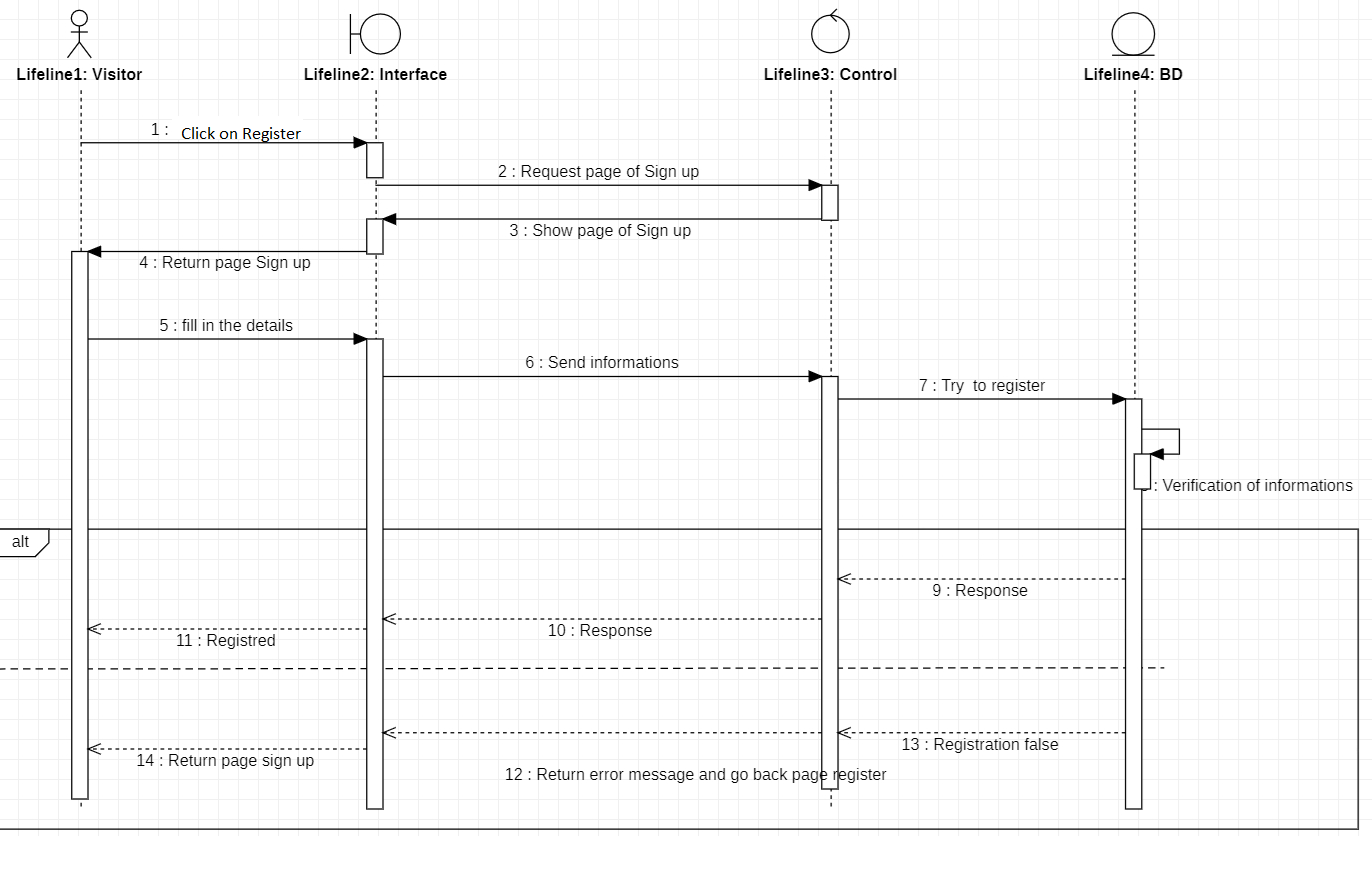 Lifeline1: Visitor
Lifeline2: Interface
Lifeline3: Control
Lifeline4: BD
1 : Click on Register
2 : Request page of Sign up
3 : Show page of Sign up
4 : Return page Sign up
5 : fill in the details
6 : Send informations
7 : Try to register
: Verification of informations
alt
9 : Response
10 : Response
11 : Registred
13 : Registration false
14 : Return page sign up
12 : Return error message and go back page register